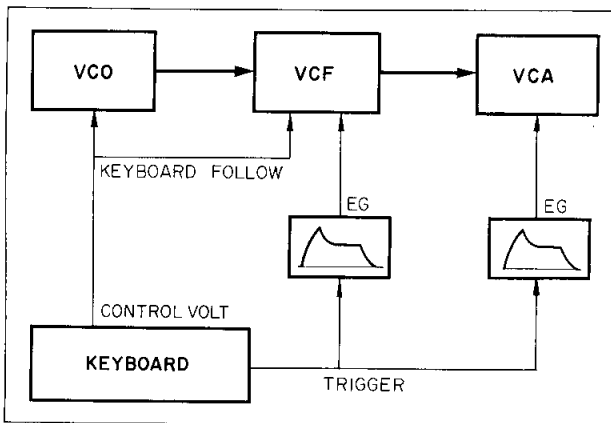 VCO
VCF
VCA
KEYBOARD FOLLOW
EG
EG
CONTROL VOLT
KEYBOARD
TRIGGER